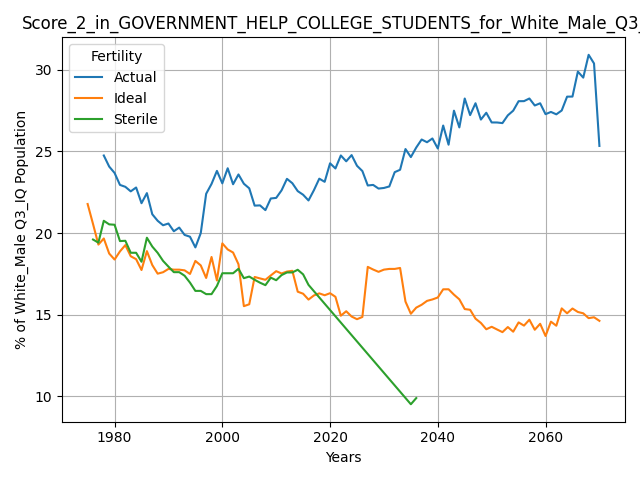 Score_2_in_GOVERNMENT_HELP_COLLEGE_STUDENTS_for_White_Male_Q3_
Fertility
Actual
Ideal
Sterile
% of White_Male Q3_IQ Population
30
25
20
15
10
1980
2000
2020
2040
2060
Years